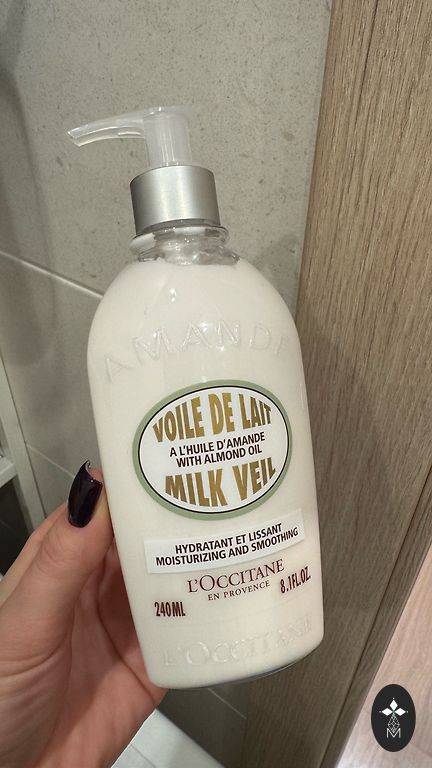 AMANDE
VOILE DE LAIT
A L'HUILE D'AMANDE
WITH ALMOND OIL
MILK VEIL
HYDRATANT ET LISSANT
MOISTURIZING AND SMOOTHING
L'OCCITANE
EN PROVENCE
240ML 8.1FL.OZ.
L'OCCITANE
M